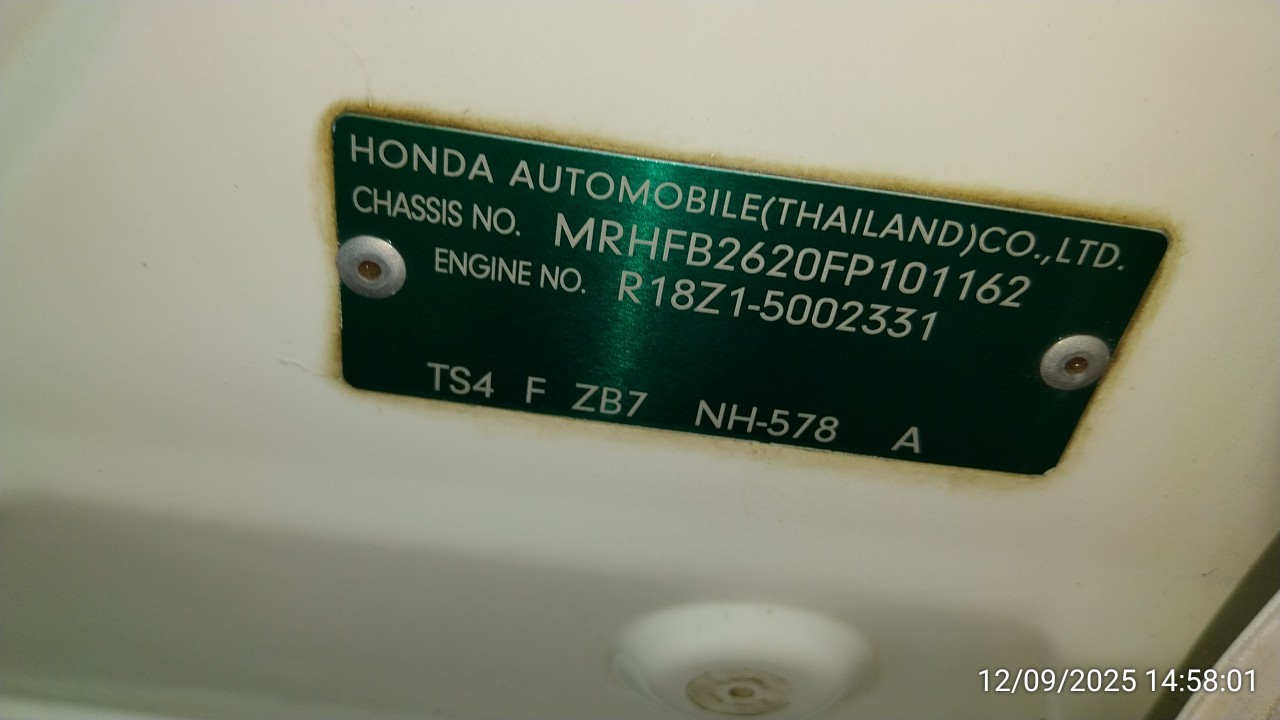 HONDA AUTOMOBILE(THAILAND)CO.,LTD.
CHASSIS NO. MRHFB2620FP101162
ENGINE NO. R18Z1-5002331
TS4 F ZB7 NH-578 A
12/09/2025 14:58:01